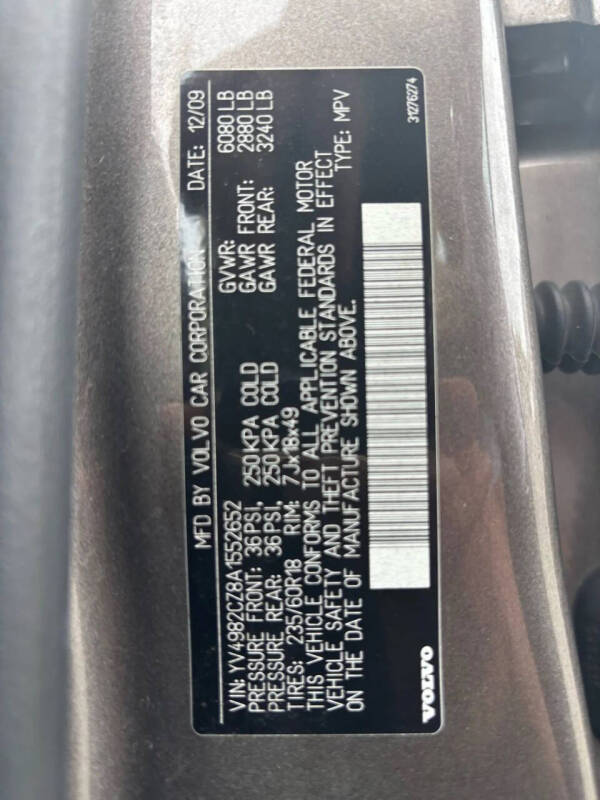 MFD BY VOLVO CAR CORPORATION DATE: 12/09
VIN: YV4982CZ8A1552652
PRESSURE FRONT: 36PSI, 250KPA COLD GVWR: 6080 LB
PRESSURE REAR: 36PSI, 250KPA COLD GAWR FRONT: 2880 LB
TIRES: 235/60R18 RIM: 7Jx18x49 GAWR REAR: 3240 LB
THIS VEHICLE CONFORMS TO ALL APPLICABLE FEDERAL MOTOR
VEHICLE SAFETY AND THEFT PREVENTION STANDARDS IN EFFECT
ON THE DATE OF MANUFACTURE SHOWN ABOVE. TYPE: MPV
VOLVO 31276274